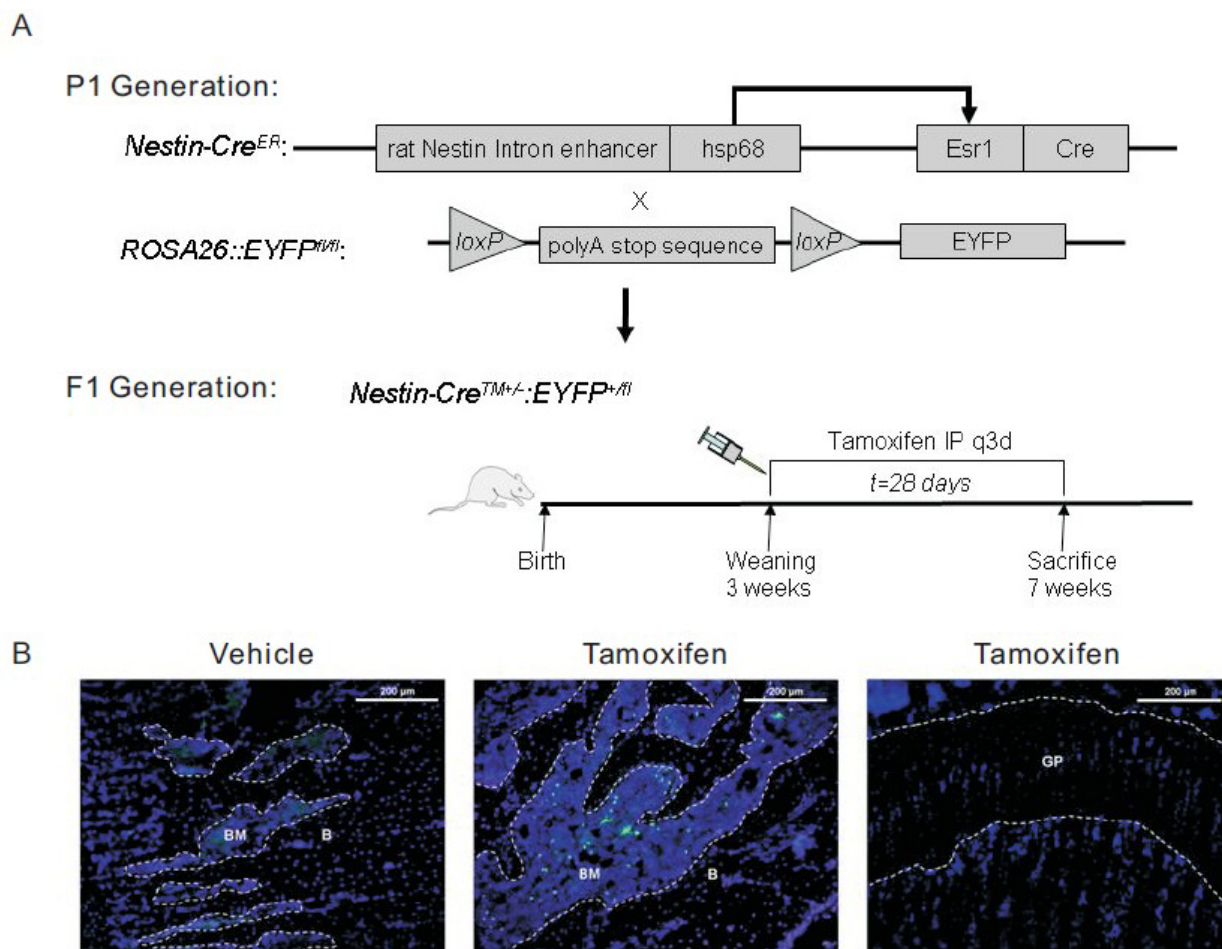 A
P1 Generation:
Nestin-Cre^ER:
rat Nestin Intron enhancer
hsp68
Esr1
Cre
X
ROSA26::EYFP^fl/fl:
loxP
polyA stop sequence
loxP
EYFP
F1 Generation:
Nestin-Cre^TM+/-::EYFP^+/fl
Tamoxifen IP q3d
t=28 days
Birth
Weaning
3 weeks
Sacrifice
7 weeks
B
Vehicle
Tamoxifen
Tamoxifen
200 µm
200 µm
200 µm
BM
B
BM
B
GP